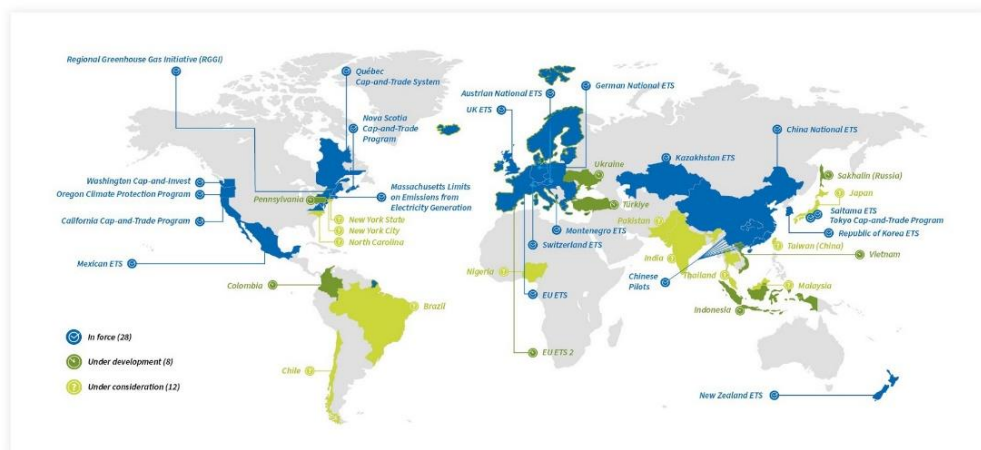 Regional Greenhouse Gas Initiative (RGGI)
Québec
Cap-and-Trade System
Nova Scotia
Cap-and-Trade
Program
Austrian National ETS
German National ETS
UK ETS
China National ETS
Kazakhstan ETS
Ukraine
Sakhalin (Russia)
Washington Cap-and-Invest
Oregon Climate Protection Program
California Cap-and-Trade Program
Pennsylvania
Massachusetts Limits
on Emissions from
Electricity Generation
New York State
New York City
North Carolina
Türkiye
Pakistan
Japan
Saitama ETS
Tokyo Cap-and-Trade Program
Republic of Korea ETS
Montenegro ETS
Switzerland ETS
Taiwan (China)
Vietnam
Mexican ETS
India
Nigeria
Thailand
Chinese
Pilots
Malaysia
Colombia
EU ETS
Brazil
Indonesia
In force (28)
Under development (8)
Under consideration (12)
EU ETS 2
Chile
New Zealand ETS